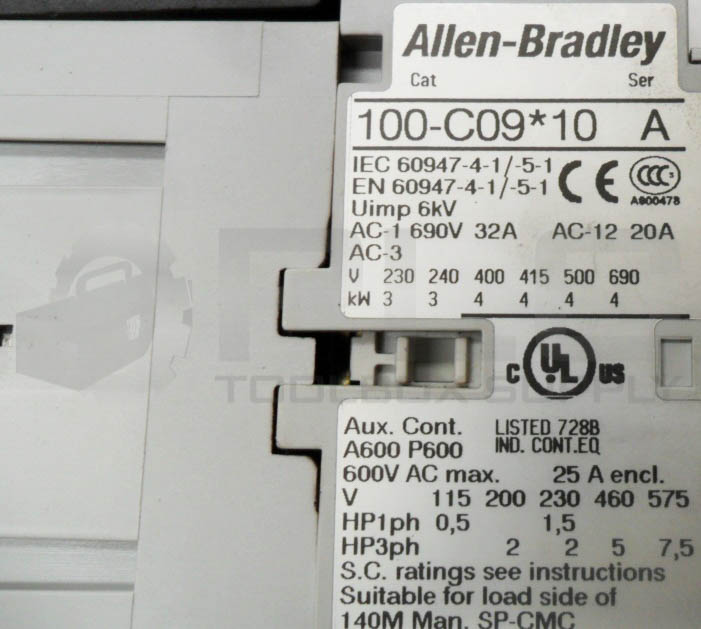 Allen-Bradley
Cat Ser
100-C09*10 A
IEC 60947-4-1/-5-1
EN 60947-4-1/-5-1
CE
CCC
A900478
Uimp 6kV
AC-1 690V 32A AC-12 20A
AC-3
V 230 240 400 415 500 690
kW 3 3 4 4 4 4
C UL US
Aux. Cont. LISTED 728B
A600 P600 IND. CONT.EQ
600V AC max. 25 A encl.
V 115 200 230 460 575
HP1ph 0,5 1,5
HP3ph 2 2 5 7,5
S.C. ratings see instructions
Suitable for load side of
140M Man. SP-CMC
PLC
TOOLBOX SUPPLY